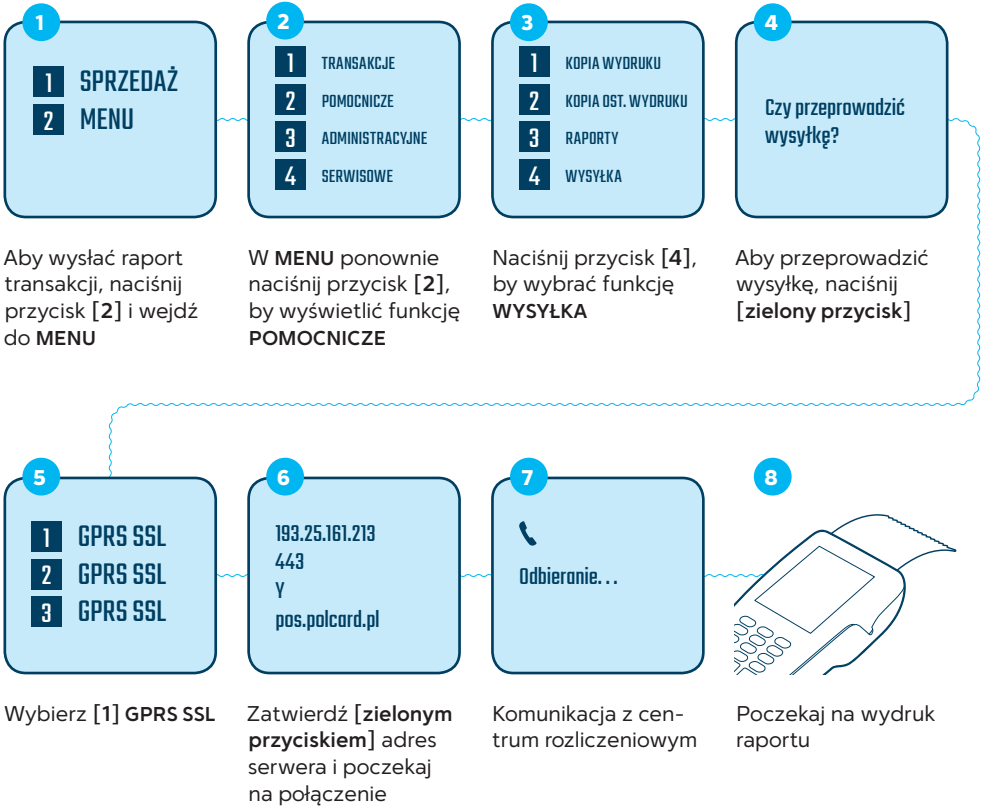 1
1 SPRZEDAŻ
2 MENU
Aby wysłać raport
transakcji, naciśnij
przycisk [2] i wejdź
do MENU
2
1 TRANSAKCJE
2 POMOCNICZE
3 ADMINISTRACYJNE
4 SERWISOWE
W MENU ponownie
naciśnij przycisk [2],
by wyświetlić funkcję
POMOCNICZE
3
1 KOPIA WYDRUKU
2 KOPIA OST. WYDRUKU
3 RAPORTY
4 WYSYŁKA
Naciśnij przycisk [4],
by wybrać funkcję
WYSYŁKA
4
Czy przeprowadzić
wysyłkę?
Aby przeprowadzić
wysyłkę, naciśnij
[zielony przycisk]
5
1 GPRS SSL
2 GPRS SSL
3 GPRS SSL
Wybierz [1] GPRS SSL
6
193.25.161.213
443
Y
pos.polcard.pl
Zatwierdź [zielonym
przyciskiem] adres
serwera i poczekaj
na połączenie
7
Odbieranie...
Komunikacja z cen-
trum rozliczeniowym
8
Poczekaj na wydruk
raportu